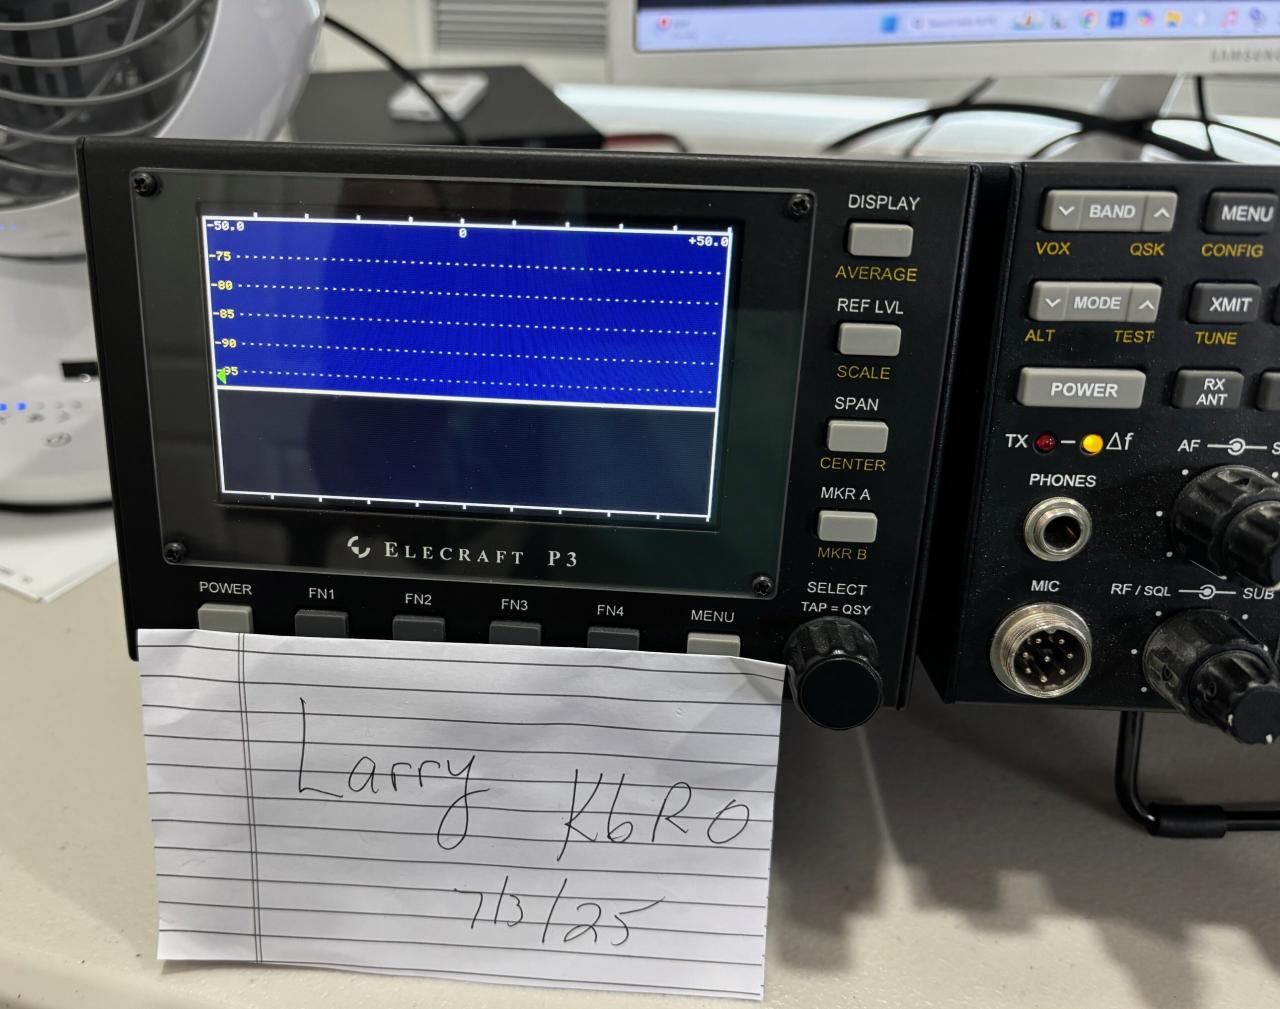 SAMSUNG
-50.0 0 +50.0
-75
-80
-85
-90
-95
ELECRAFT P3
POWER FN1 FN2 FN3 FN4 MENU
DISPLAY
AVERAGE
REF LVL
SCALE
SPAN
CENTER
MKR A
MKR B
SELECT
TAP = QSY
BAND MENU
VOX QSK CONFIG
MODE XMIT
ALT TEST TUNE
POWER
RX
ANT
TX Δf
AF
PHONES
MIC
RF / SQL SUB
Larry K6RO
7/3/25